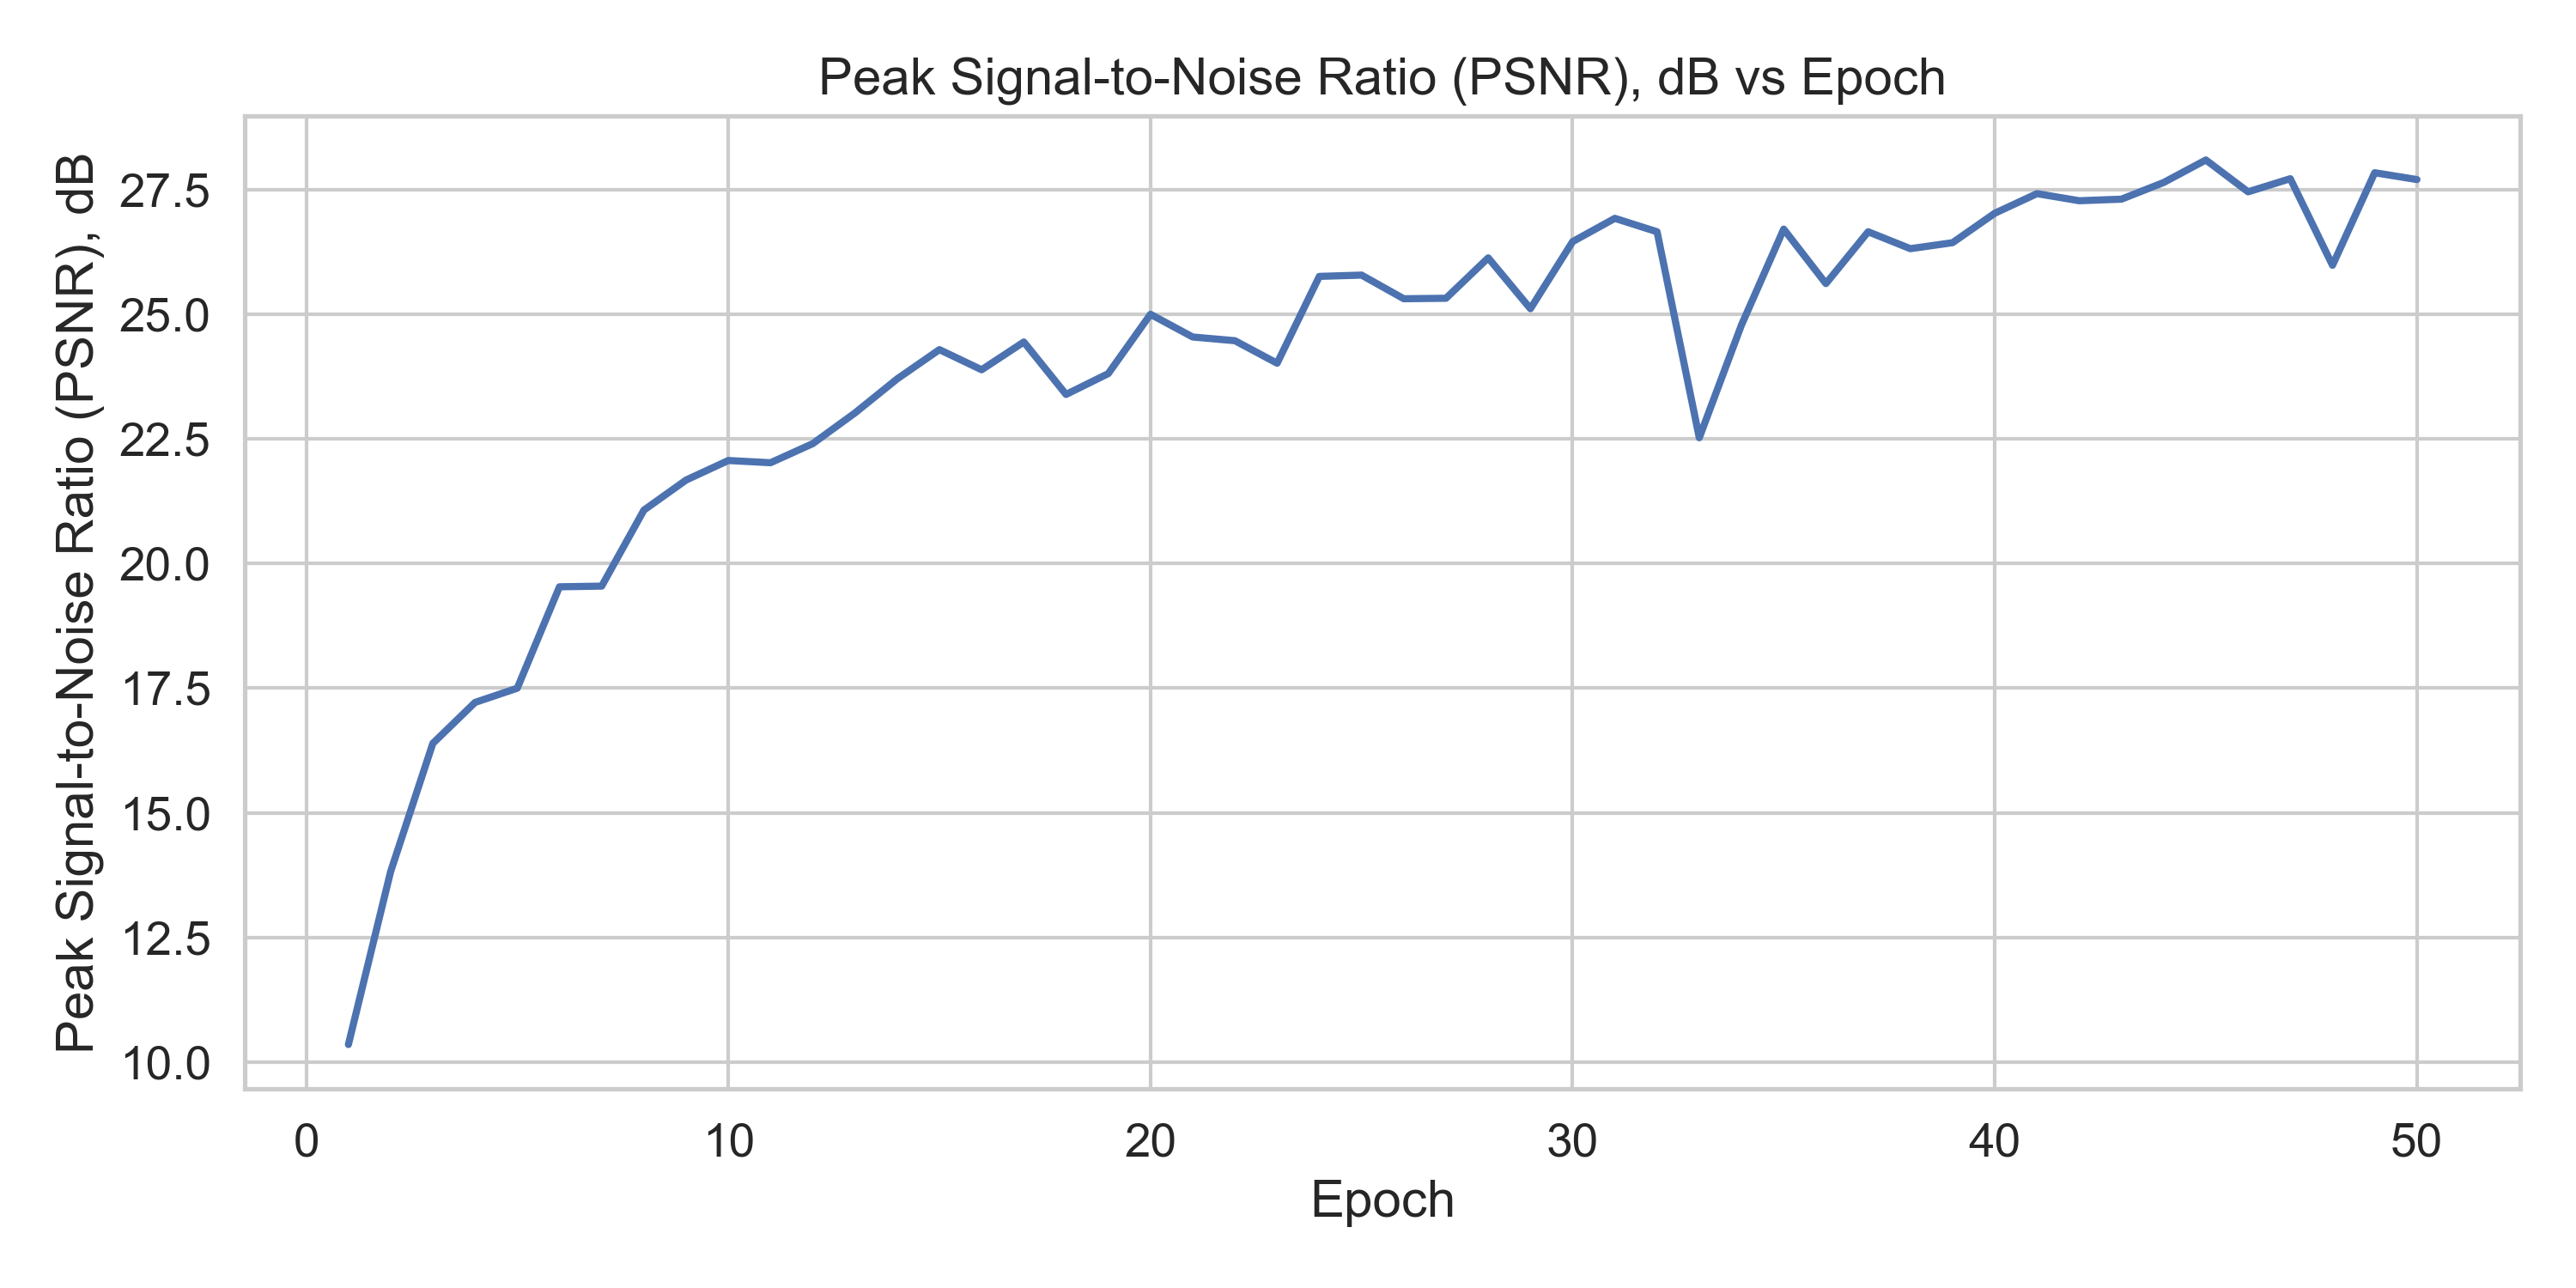 Peak Signal-to-Noise Ratio (PSNR), dB vs Epoch
Peak Signal-to-Noise Ratio (PSNR), dB
27.5
25.0
22.5
20.0
17.5
15.0
12.5
10.0
0 10 20 30 40 50
Epoch